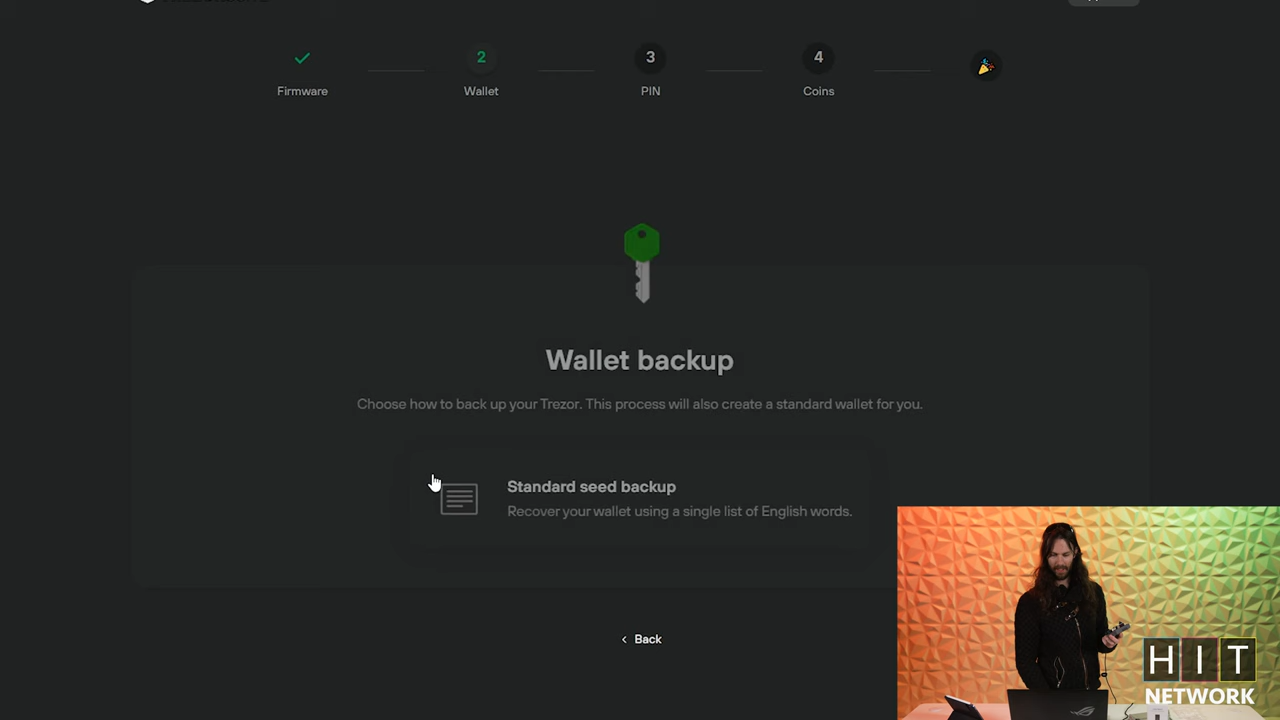 2
3
4
Firmware
Wallet
PIN
Coins
Wallet backup
Choose how to back up your Trezor. This process will also create a standard wallet for you.
Standard seed backup
Recover your wallet using a single list of English words.
‹ Back
HIT
NETWORK